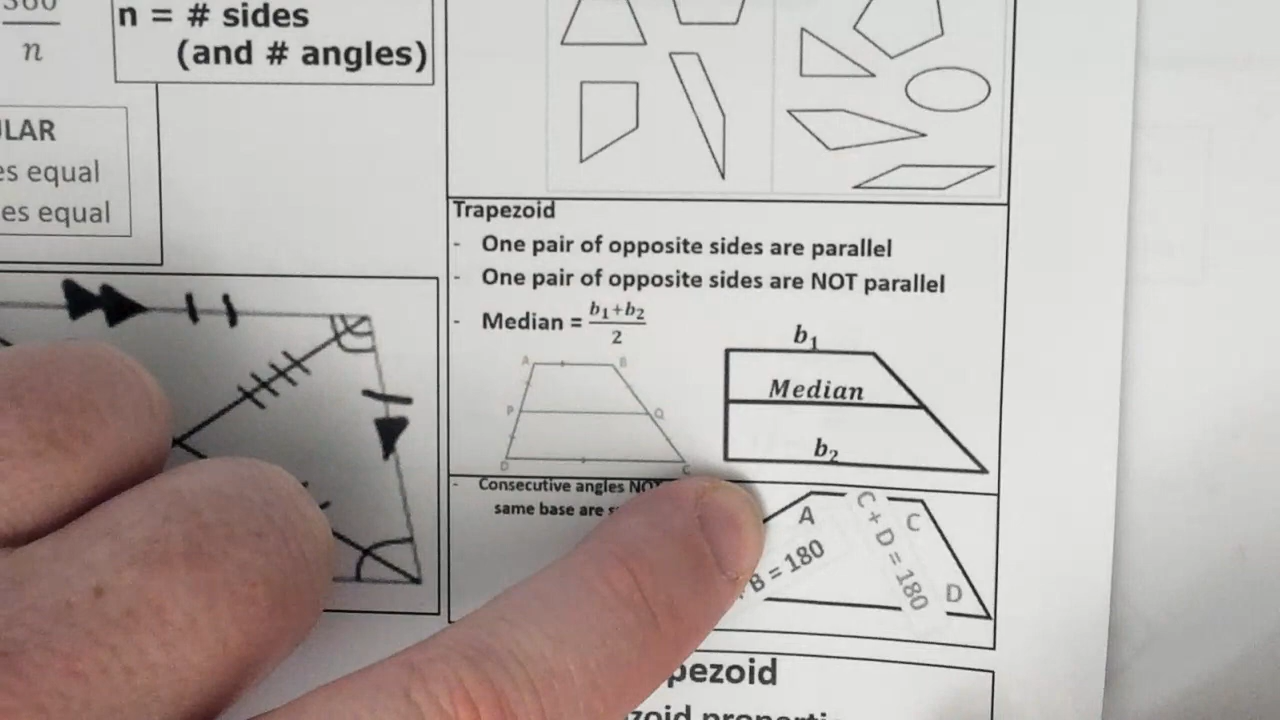 n
n = # sides
(and # angles)
es equal
es equal
Trapezoid
- One pair of opposite sides are parallel
- One pair of opposite sides are NOT parallel
- Median = b1+b2
2
A B
P Q
D C
b1
Median
b2
- Consecutive angles
same base are
A
B = 180
C + D = 180
C
D
pezoid